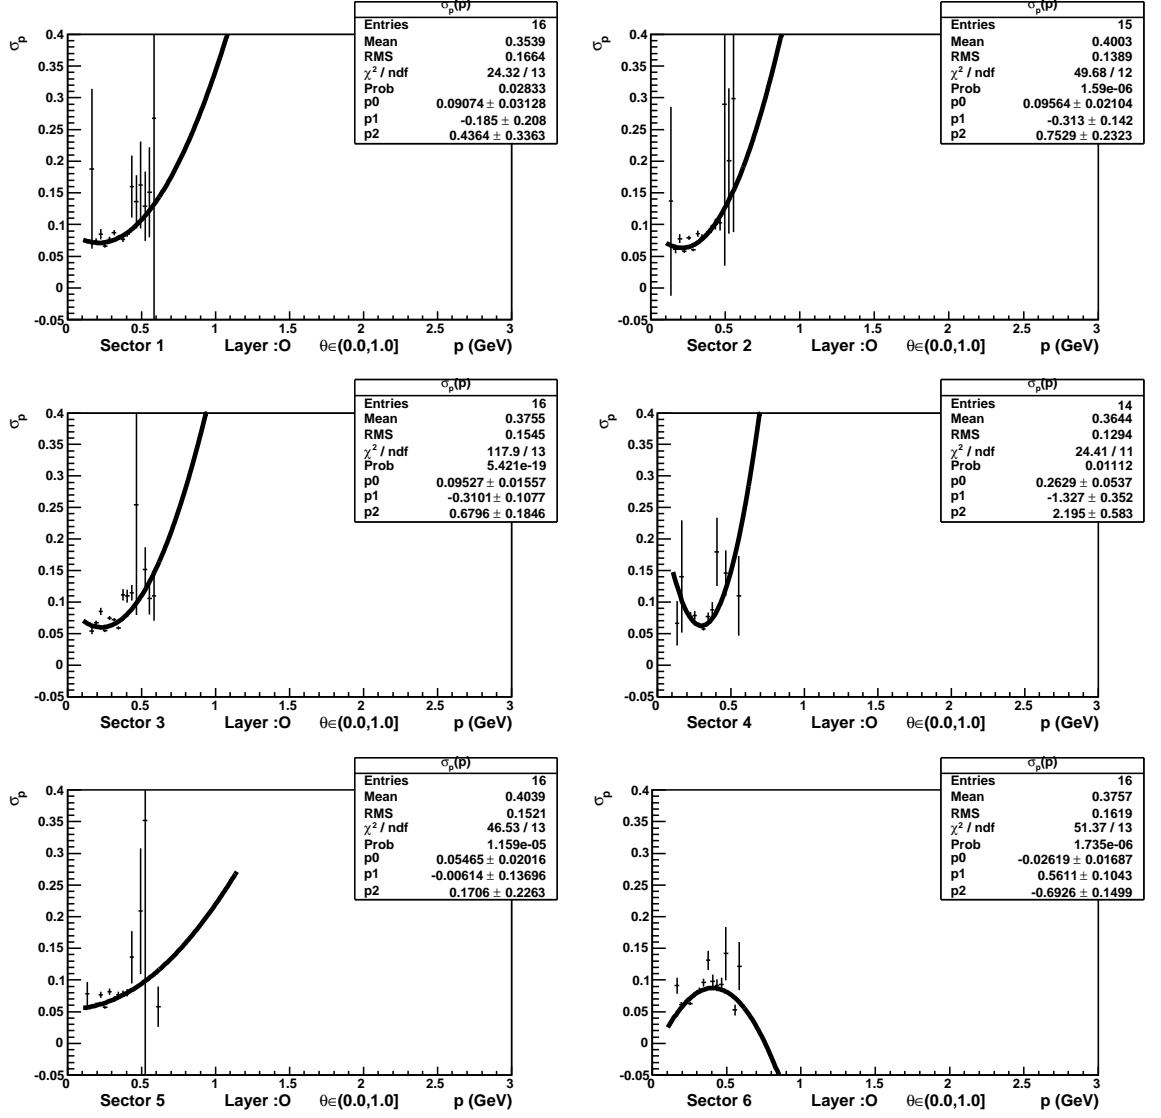 σp(p)
Entries 16
Mean 0.3539
RMS 0.1664
χ² / ndf 24.32 / 13
Prob 0.02833
p0 0.09074 ± 0.03128
p1 -0.185 ± 0.208
p2 0.4364 ± 0.3363
σp
0.4
0.35
0.3
0.25
0.2
0.15
0.1
0.05
0
-0.05
0 0.5 1 1.5 2 2.5 3
Sector 1 Layer :O θ∈(0.0,1.0] p (GeV)
σp(p)
Entries 15
Mean 0.4003
RMS 0.1389
χ² / ndf 49.68 / 12
Prob 1.59e-06
p0 0.09564 ± 0.02104
p1 -0.313 ± 0.142
p2 0.7529 ± 0.2323
σp
0.4
0.35
0.3
0.25
0.2
0.15
0.1
0.05
0
-0.05
0 0.5 1 1.5 2 2.5 3
Sector 2 Layer :O θ∈(0.0,1.0] p (GeV)
σp(p)
Entries 16
Mean 0.3755
RMS 0.1545
χ² / ndf 117.9 / 13
Prob 5.421e-19
p0 0.09527 ± 0.01557
p1 -0.3101 ± 0.1077
p2 0.6796 ± 0.1846
σp
0.4
0.35
0.3
0.25
0.2
0.15
0.1
0.05
0
-0.05
0 0.5 1 1.5 2 2.5 3
Sector 3 Layer :O θ∈(0.0,1.0] p (GeV)
σp(p)
Entries 14
Mean 0.3644
RMS 0.1294
χ² / ndf 24.41 / 11
Prob 0.01112
p0 0.2629 ± 0.0537
p1 -1.327 ± 0.352
p2 2.195 ± 0.583
σp
0.4
0.35
0.3
0.25
0.2
0.15
0.1
0.05
0
-0.05
0 0.5 1 1.5 2 2.5 3
Sector 4 Layer :O θ∈(0.0,1.0] p (GeV)
σp(p)
Entries 16
Mean 0.4039
RMS 0.1521
χ² / ndf 46.53 / 13
Prob 1.159e-05
p0 0.05465 ± 0.02016
p1 -0.00614 ± 0.13696
p2 0.1706 ± 0.2263
σp
0.4
0.35
0.3
0.25
0.2
0.15
0.1
0.05
0
-0.05
0 0.5 1 1.5 2 2.5 3
Sector 5 Layer :O θ∈(0.0,1.0] p (GeV)
σp(p)
Entries 16
Mean 0.3757
RMS 0.1619
χ² / ndf 51.37 / 13
Prob 1.735e-06
p0 -0.02619 ± 0.01687
p1 0.5611 ± 0.1043
p2 -0.6926 ± 0.1499
σp
0.4
0.35
0.3
0.25
0.2
0.15
0.1
0.05
0
-0.05
0 0.5 1 1.5 2 2.5 3
Sector 6 Layer :O θ∈(0.0,1.0] p (GeV)